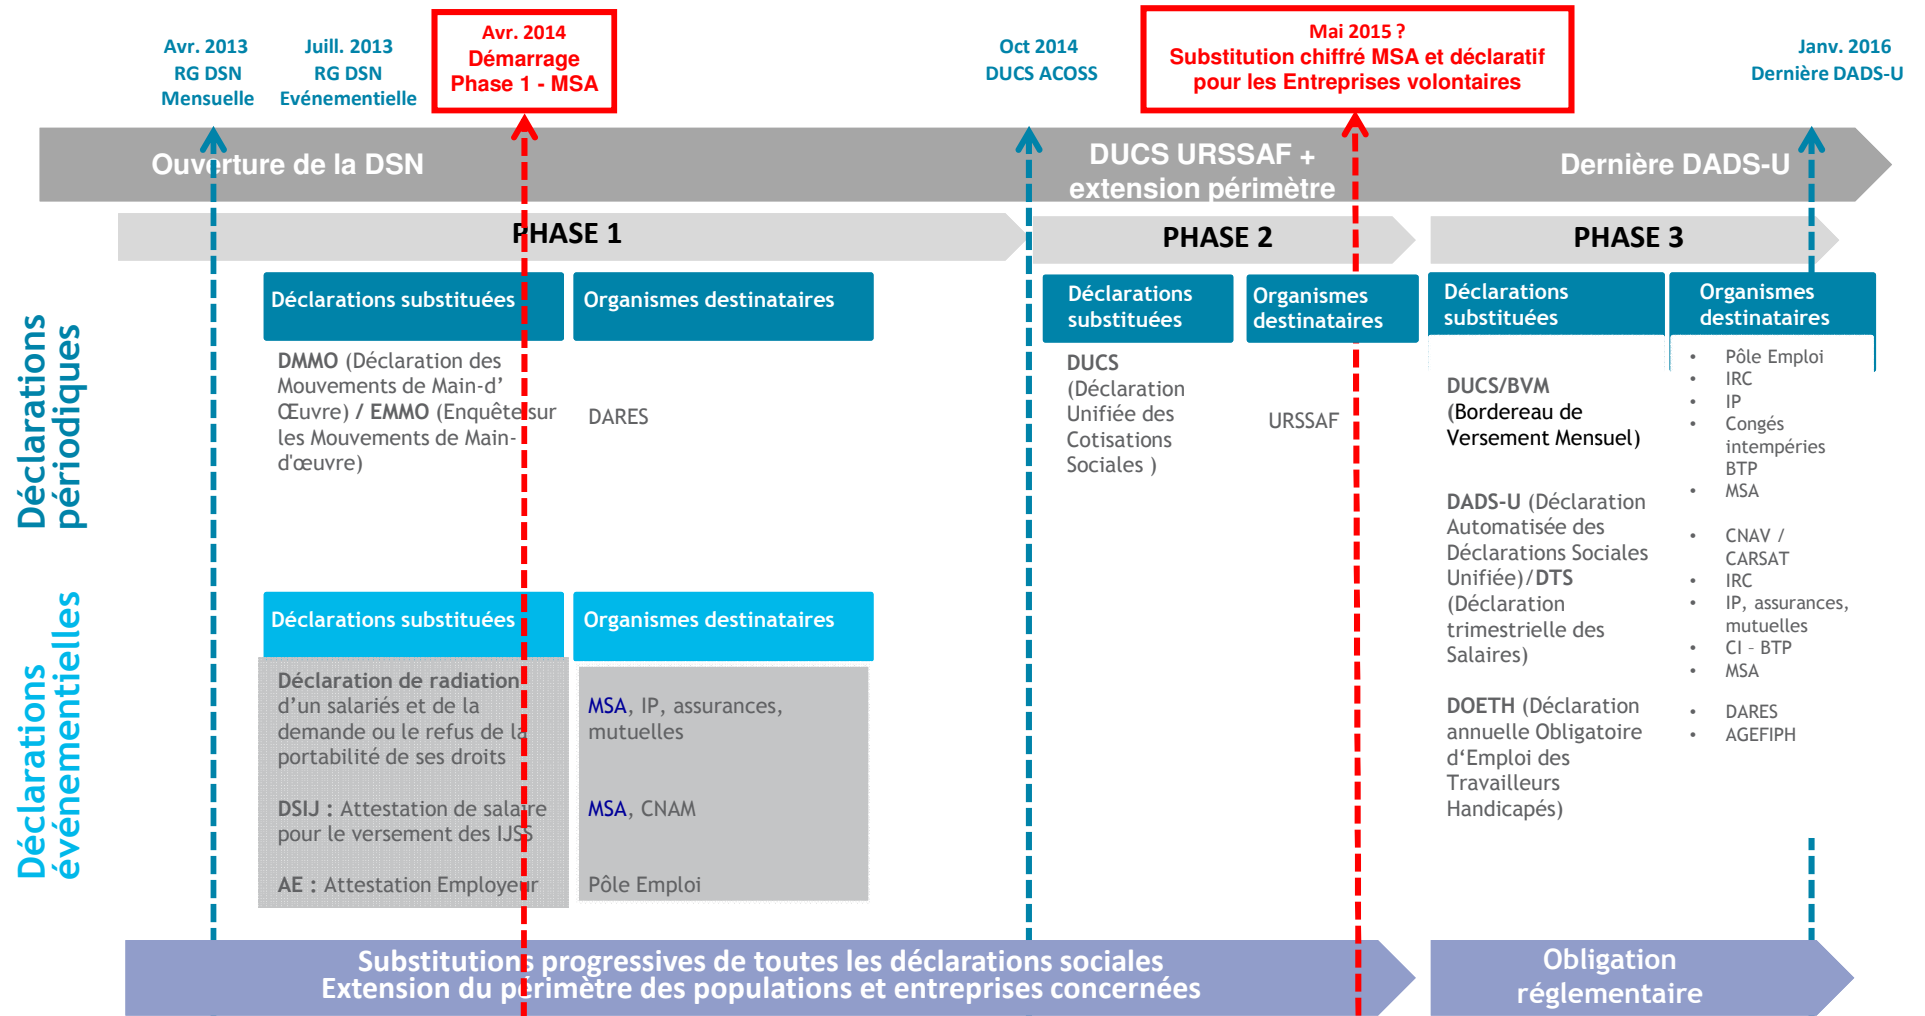 Avr. 2013
RG DSN
Mensuelle
Juill. 2013
RG DSN
Evénementielle
Avr. 2014
Démarrage
Phase 1 - MSA
Oct 2014
DUCS ACOSS
Mai 2015 ?
Substitution chiffré MSA et déclaratif
pour les Entreprises volontaires
Janv. 2016
Dernière DADS-U
Ouverture de la DSN
DUCS URSSAF +
extension périmètre
Dernière DADS-U
PHASE 1
PHASE 2
PHASE 3
Déclarations
périodiques
Déclarations substituées
Organismes destinataires
DMMO (Déclaration des
Mouvements de Main-d’
Œuvre) / EMMO (Enquête sur
les Mouvements de Main-
d'œuvre)
DARES
Déclarations
substituées
Organismes
destinataires
DUCS
(Déclaration
Unifiée des
Cotisations
Sociales )
URSSAF
Déclarations
substituées
Organismes
destinataires
DUCS/BVM
(Bordereau de
Versement Mensuel)
DADS-U (Déclaration
Automatisée des
Déclarations Sociales
Unifiée)/DTS
(Déclaration
trimestrielle des
Salaires)
DOETH (Déclaration
annuelle Obligatoire
d‘Emploi des
Travailleurs
Handicapés)
• Pôle Emploi
• IRC
• IP
• Congés
intempéries
BTP
• MSA
• CNAV /
CARSAT
• IRC
• IP, assurances,
mutuelles
• CI – BTP
• MSA
• DARES
• AGEFIPH
Déclarations
événementielles
Déclarations substituées
Organismes destinataires
Déclaration de radiation
d’un salariés et de la
demande ou le refus de la
portabilité de ses droits
MSA, IP, assurances,
mutuelles
DSIJ : Attestation de salaire
pour le versement des IJSS
MSA, CNAM
AE : Attestation Employeur
Pôle Emploi
Substitutions progressives de toutes les déclarations sociales
Extension du périmètre des populations et entreprises concernées
Obligation
réglementaire